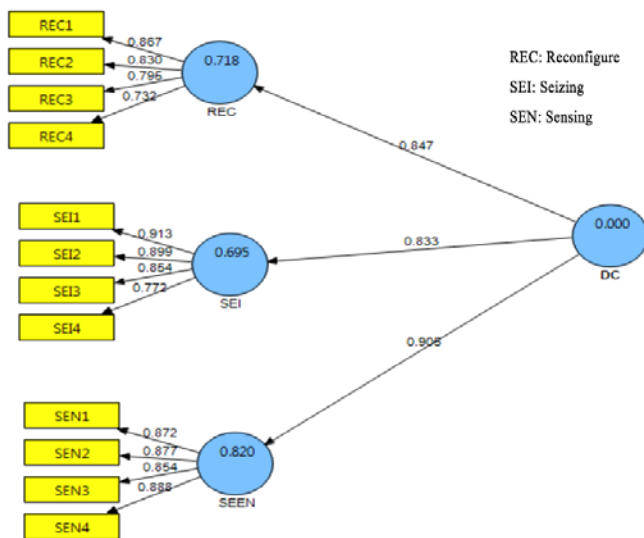 REC1
0.867
REC2
0.830
REC3
0.795
REC4
0.732
0.718
REC
REC: Reconfigure
SEI: Seizing
SEN: Sensing
0.847
SEI1
0.913
SEI2
0.899
SEI3
0.854
SEI4
0.772
0.695
SEI
0.833
0.000
DC
0.905
SEN1
0.872
SEN2
0.877
SEN3
0.854
SEN4
0.888
0.820
SEEN